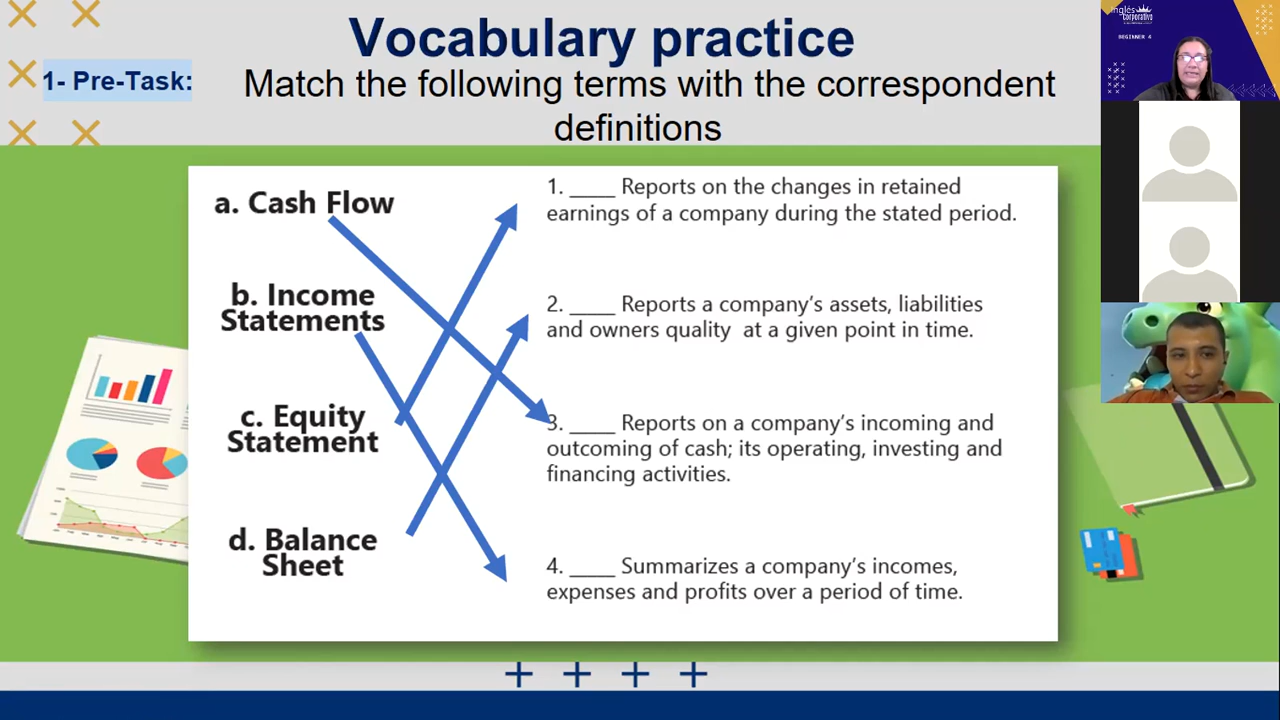 Vocabulary practice
1- Pre-Task:
Match the following terms with the correspondent
definitions
a. Cash Flow
b. Income
Statements
c. Equity
Statement
d. Balance
Sheet
1. ____ Reports on the changes in retained
earnings of a company during the stated period.
2. ____ Reports a company's assets, liabilities
and owners quality at a given point in time.
3. ____ Reports on a company's incoming and
outcoming of cash; its operating, investing and
financing activities.
4. ____ Summarizes a company's incomes,
expenses and profits over a period of time.
Inglés
Corporativo
BEGINNER 4